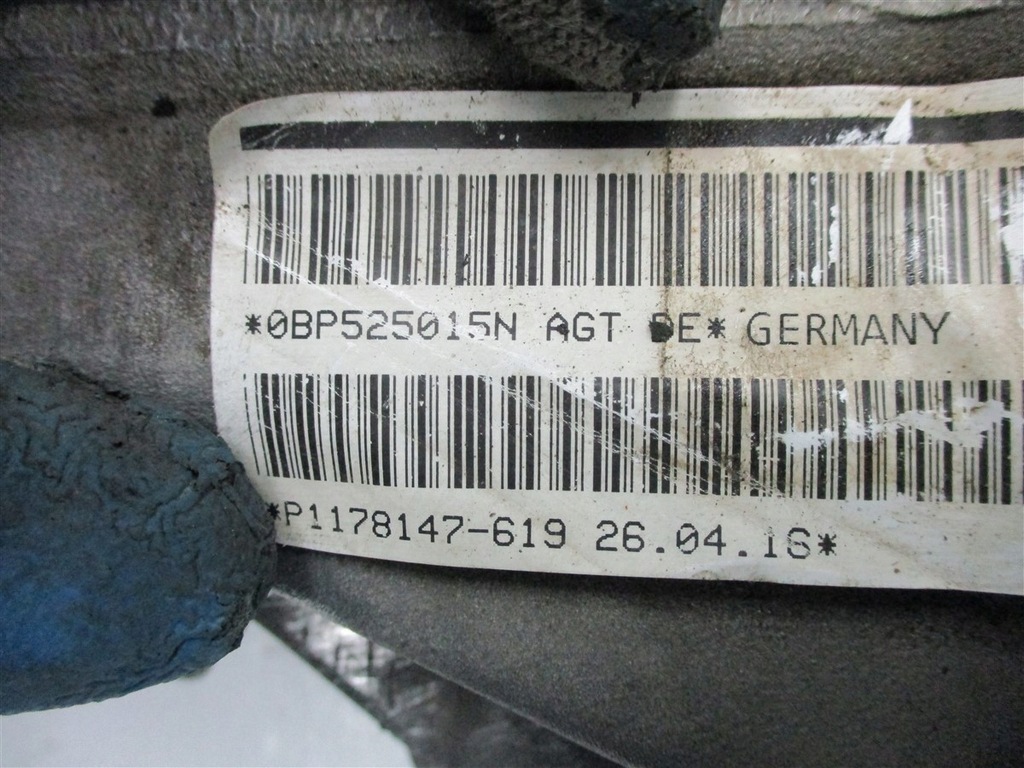 *0BP525015N AGT DE* GERMANY
*P1178147-619 26.04.16*